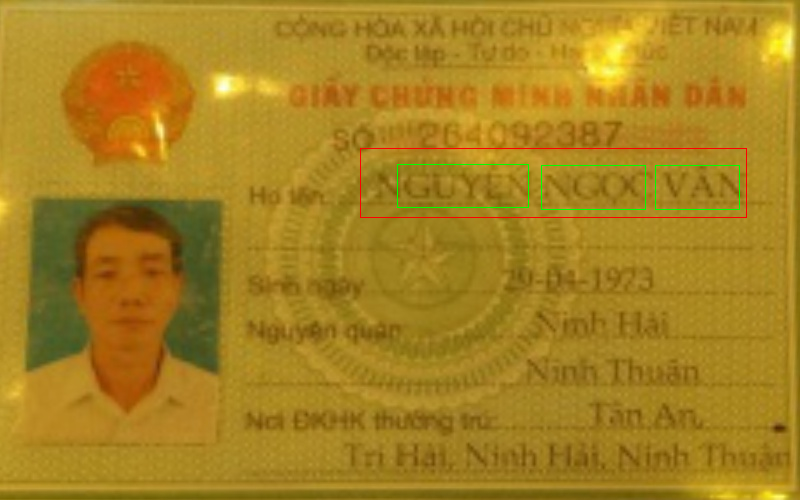 CỘNG HÒA XÃ HỘI CHỦ NGHĨA VIỆT NAM
Độc lập - Tự do - Hạnh phúc
GIẤY CHỨNG MINH NHÂN DÂN
SỐ 264092387
Họ tên: NGUYỄN NGỌC VĂN
Sinh ngày 29-04-1973
Nguyên quán: Ninh Hải
Ninh Thuận
Nơi ĐKHK thường trú: Tân An,
Tri Hải, Ninh Hải, Ninh Thuận